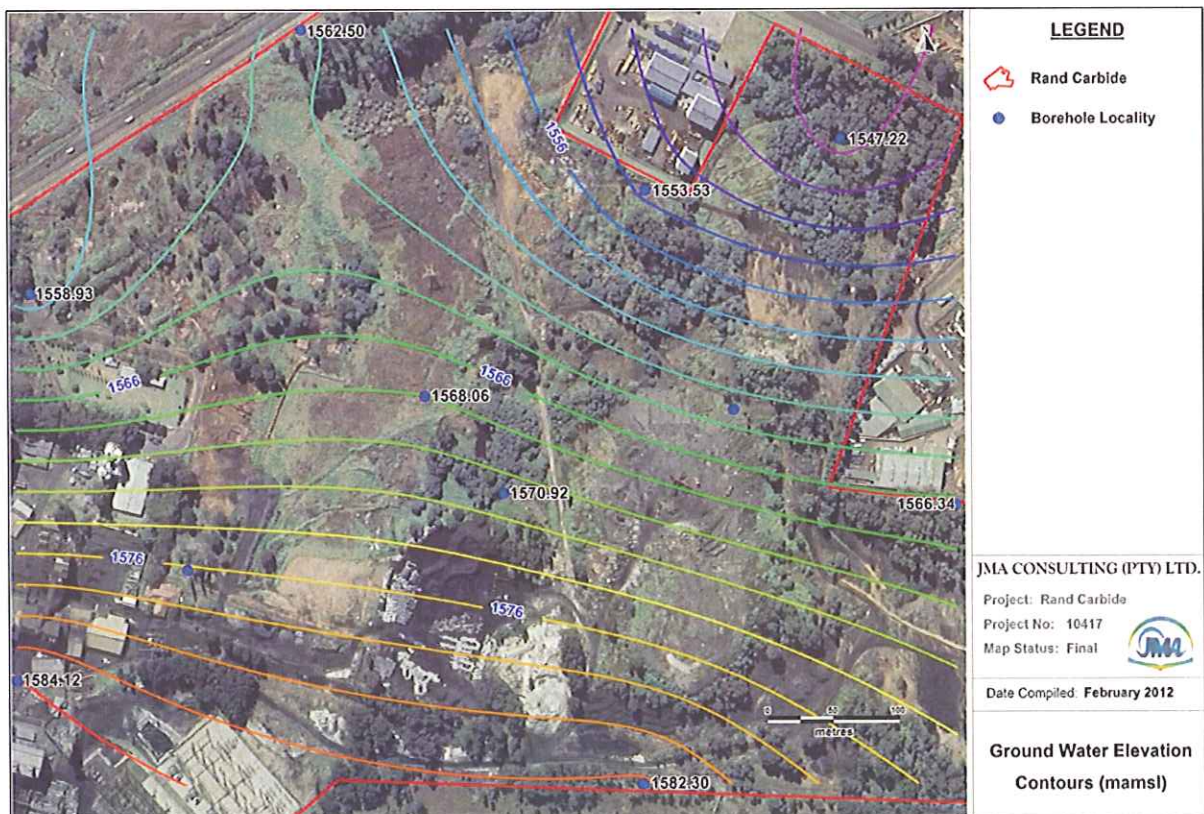 1562.50
1547.22
1556
1553.53
1558.93
1566
1566
1568.06
1570.92
1566.34
1576
1576
1584.12
1582.30
0 50 100
metres
LEGEND
Rand Carbide
Borehole Locality
JMA CONSULTING (PTY) LTD.
Project: Rand Carbide
Project No: 10417
Map Status: Final
JMA
Date Compiled: February 2012
Ground Water Elevation
Contours (mamsl)